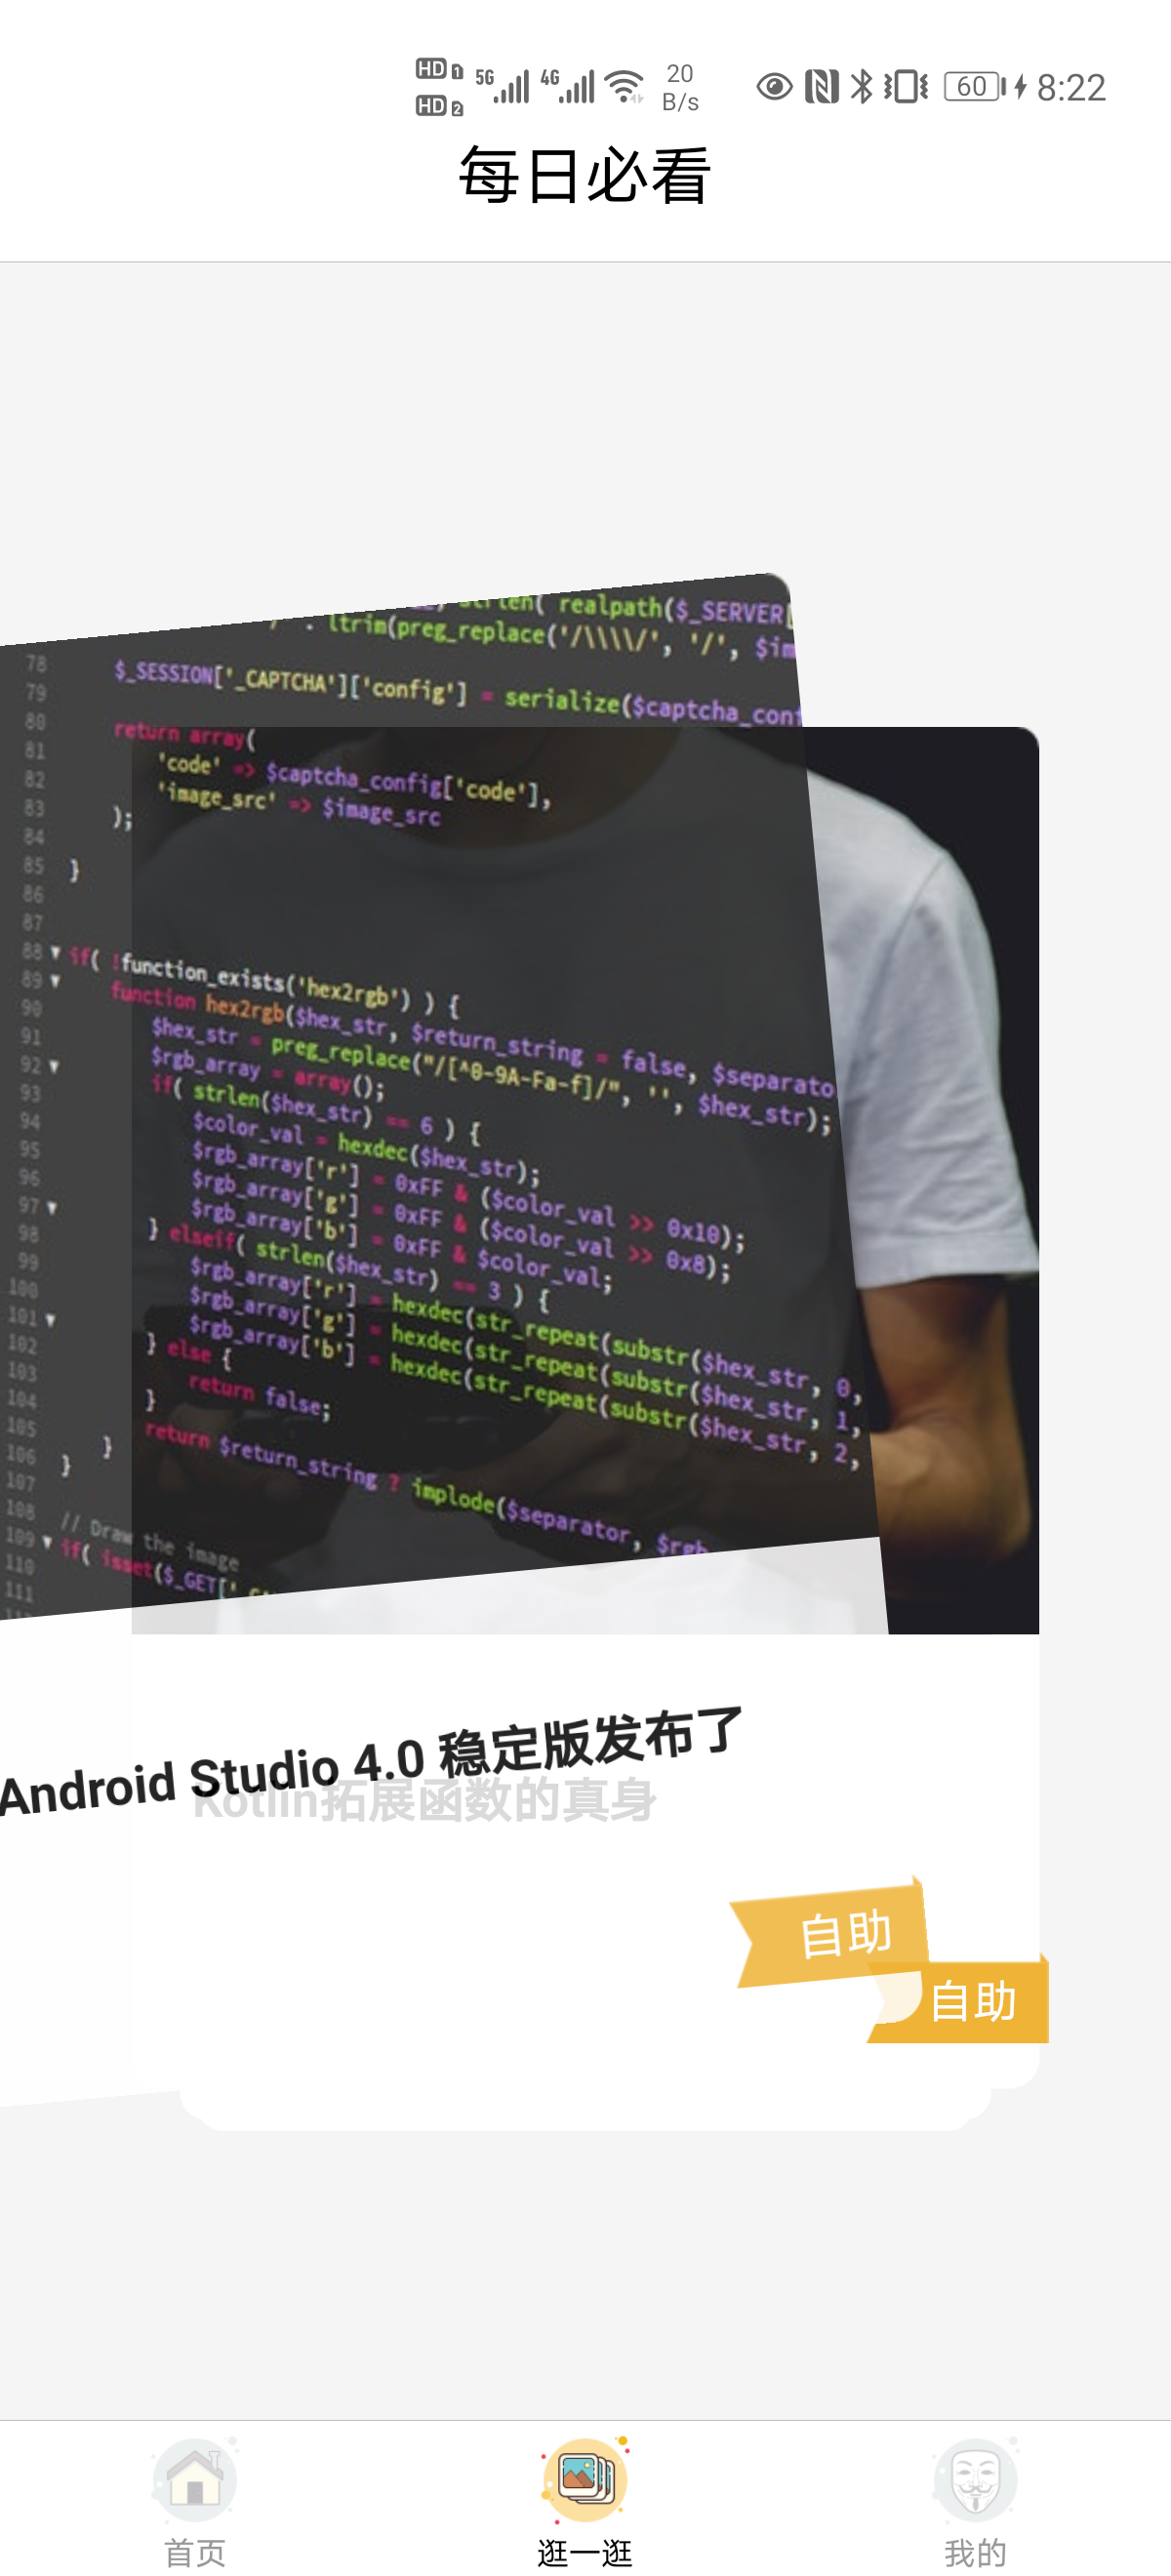 HD 1 5G 4G 20 60 8:22
HD 2 B/s
每日必看
strlen( realpath($_SERVER[
. ltrim(preg_replace('/\\\\/', '/', $im
78
79 $_SESSION['_CAPTCHA']['config'] = serialize($captcha_conf
80
81 return array(
82 'code' => $captcha_config['code'],
83 'image_src' => $image_src
84 );
85 }
86
87
88 if( !function_exists('hex2rgb') ) {
89 function hex2rgb($hex_str, $return_string = false, $separato
90 $hex_str = preg_replace("/[^0-9A-Fa-f]/", '', $hex_str);
91 $rgb_array = array();
92 if( strlen($hex_str) == 6 ) {
93 $color_val = hexdec($hex_str);
94 $rgb_array['r'] = 0xFF & ($color_val >> 0x10);
95 $rgb_array['g'] = 0xFF & ($color_val >> 0x8);
96 $rgb_array['b'] = 0xFF & $color_val;
97 } elseif( strlen($hex_str) == 3 ) {
98 $rgb_array['r'] = hexdec(str_repeat(substr($hex_str, 0,
99 $rgb_array['g'] = hexdec(str_repeat(substr($hex_str, 1,
100 $rgb_array['b'] = hexdec(str_repeat(substr($hex_str, 2,
101 } else {
102 return false;
103 }
104 return $return_string ? implode($separator, $rgb
105 }
106 }
107
108 // Draw the image
109 if( isset($_GET['
110
111
Android Studio 4.0 稳定版发布了
Kotlin拓展函数的真身
自助
自助
首页
逛一逛
我的